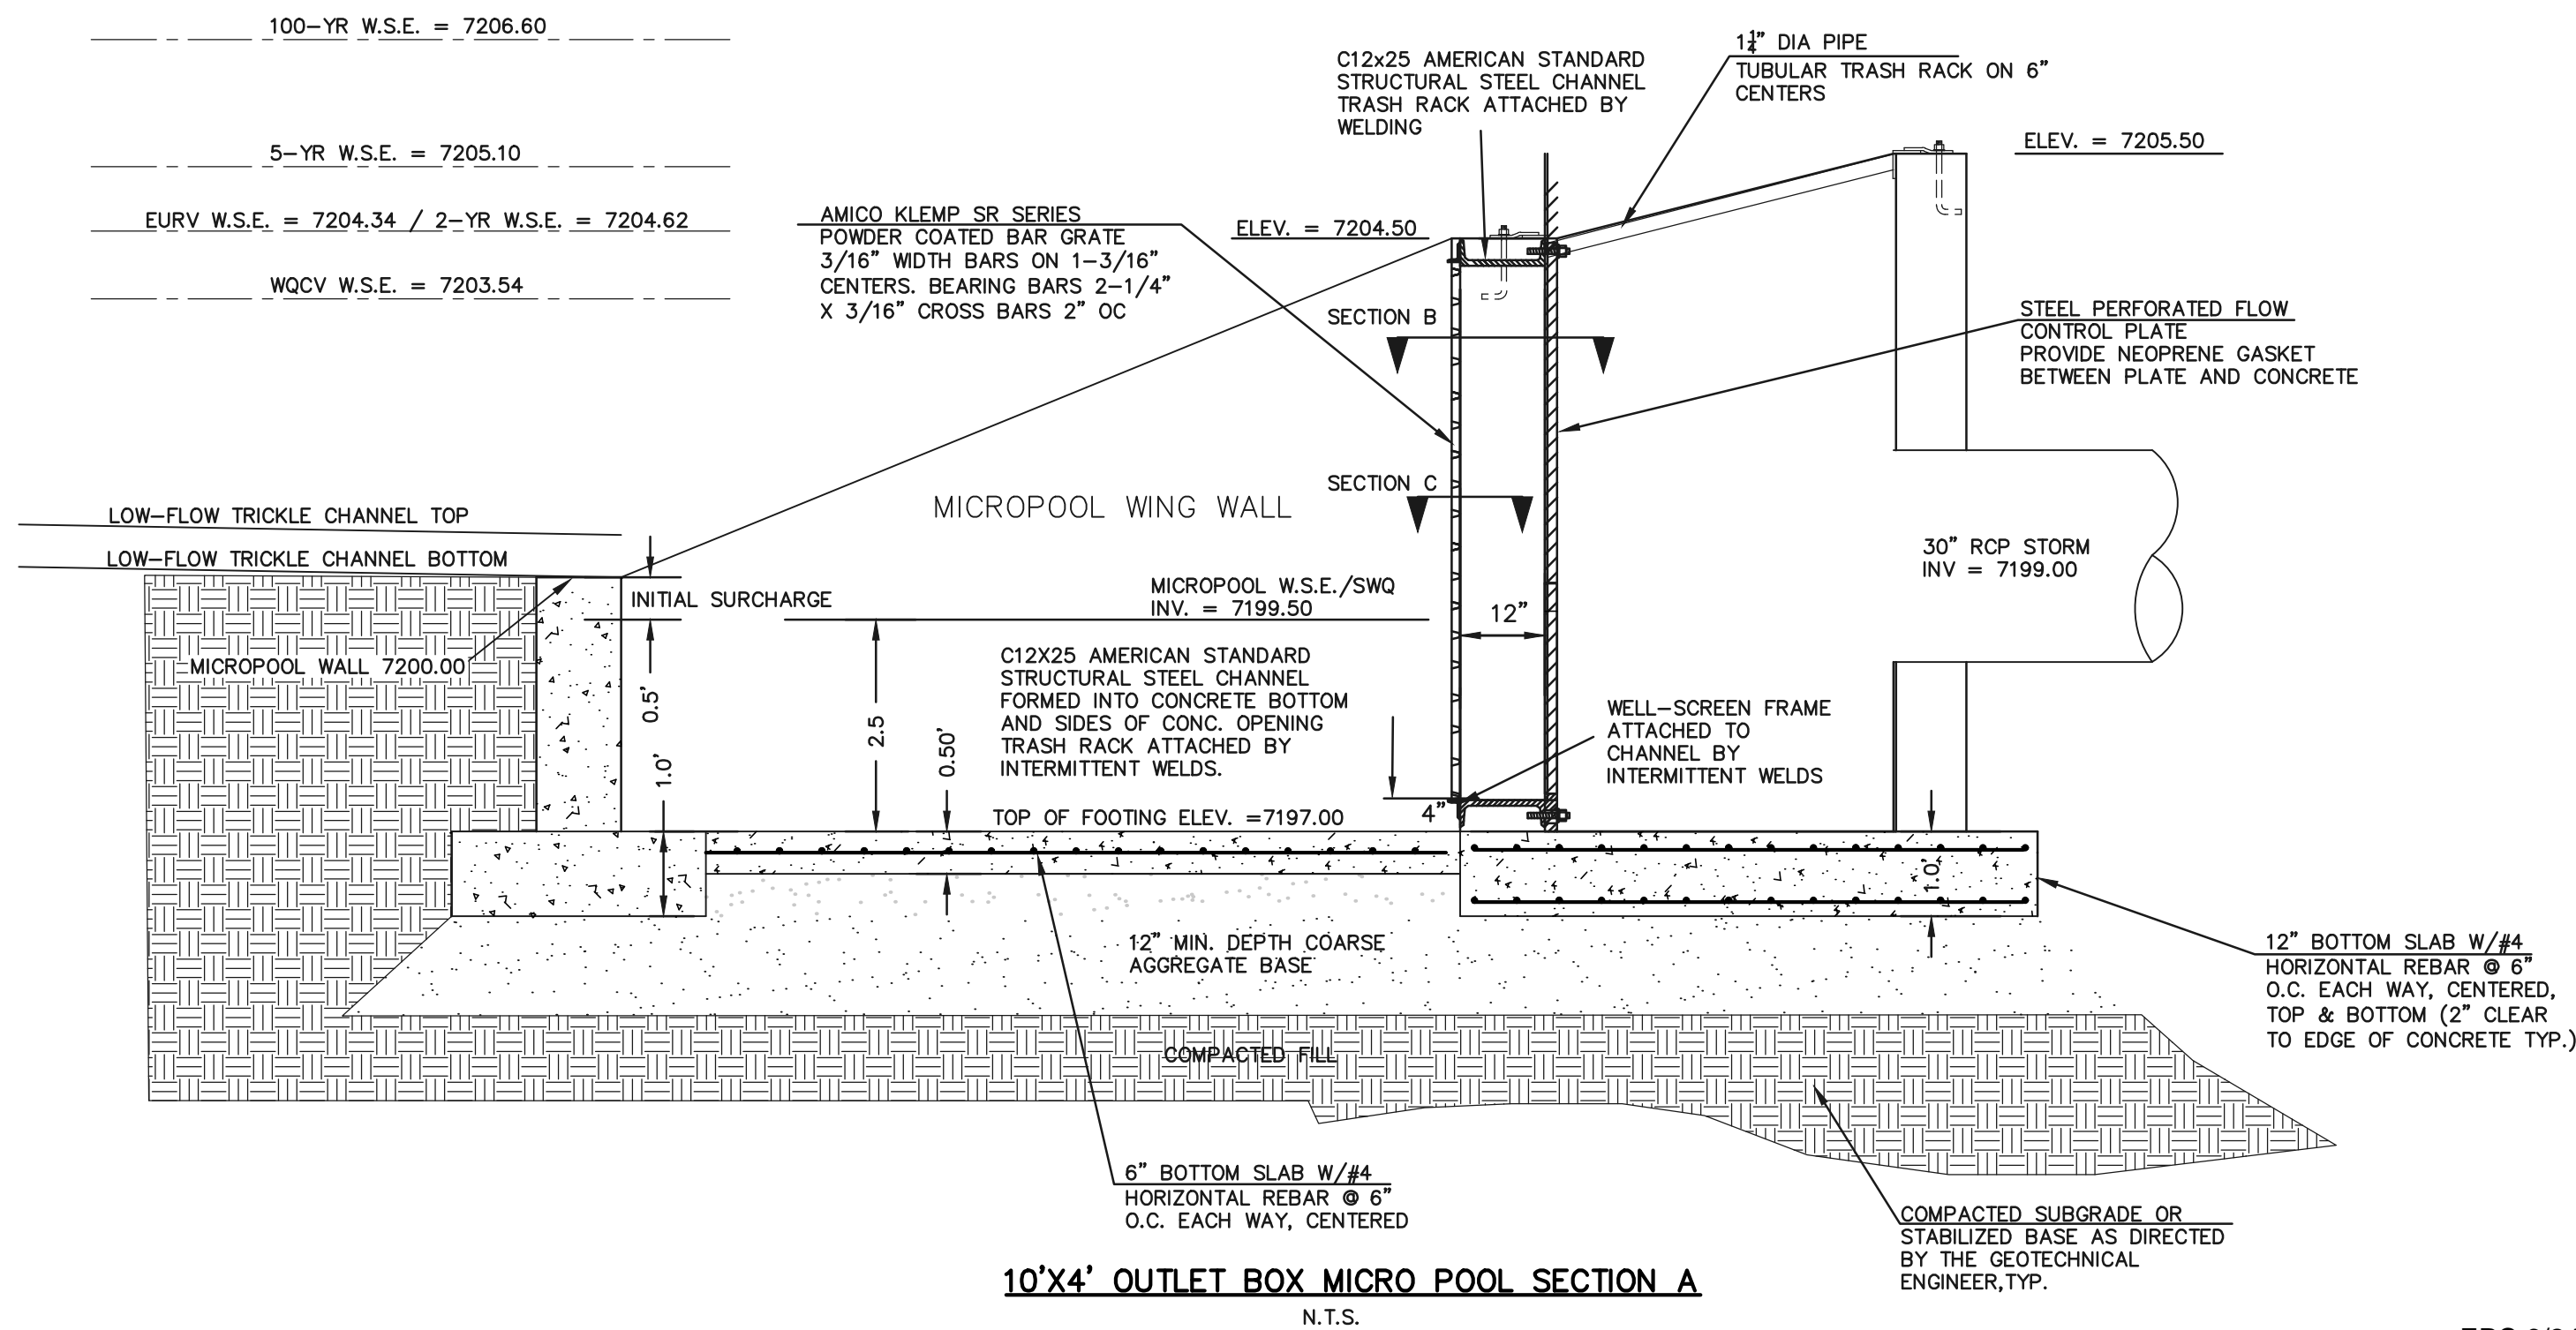 100-YR W.S.E. = 7206.60
5-YR W.S.E. = 7205.10
EURV W.S.E. = 7204.34 / 2-YR W.S.E. = 7204.62
WQCV W.S.E. = 7203.54
C12x25 AMERICAN STANDARD
STRUCTURAL STEEL CHANNEL
TRASH RACK ATTACHED BY
WELDING
1 1/4" DIA PIPE
TUBULAR TRASH RACK ON 6"
CENTERS
ELEV. = 7205.50
AMICO KLEMP SR SERIES
POWDER COATED BAR GRATE
3/16" WIDTH BARS ON 1-3/16"
CENTERS. BEARING BARS 2-1/4"
X 3/16" CROSS BARS 2" OC
ELEV. = 7204.50
SECTION B
STEEL PERFORATED FLOW
CONTROL PLATE
PROVIDE NEOPRENE GASKET
BETWEEN PLATE AND CONCRETE
SECTION C
MICROPOOL WING WALL
LOW-FLOW TRICKLE CHANNEL TOP
LOW-FLOW TRICKLE CHANNEL BOTTOM
INITIAL SURCHARGE
MICROPOOL W.S.E./SWQ
INV. = 7199.50
12"
30" RCP STORM
INV = 7199.00
MICROPOOL WALL 7200.00
0.5'
1.0'
2.5
0.50'
C12X25 AMERICAN STANDARD
STRUCTURAL STEEL CHANNEL
FORMED INTO CONCRETE BOTTOM
AND SIDES OF CONC. OPENING
TRASH RACK ATTACHED BY
INTERMITTENT WELDS.
WELL-SCREEN FRAME
ATTACHED TO
CHANNEL BY
INTERMITTENT WELDS
TOP OF FOOTING ELEV. =7197.00
4"
1.0'
12" MIN. DEPTH COARSE
AGGREGATE BASE
12" BOTTOM SLAB W/#4
HORIZONTAL REBAR @ 6"
O.C. EACH WAY, CENTERED,
TOP & BOTTOM (2" CLEAR
TO EDGE OF CONCRETE TYP.)
COMPACTED FILL
6" BOTTOM SLAB W/#4
HORIZONTAL REBAR @ 6"
O.C. EACH WAY, CENTERED
COMPACTED SUBGRADE OR
STABILIZED BASE AS DIRECTED
BY THE GEOTECHNICAL
ENGINEER,TYP.
10'X4' OUTLET BOX MICRO POOL SECTION A
N.T.S.